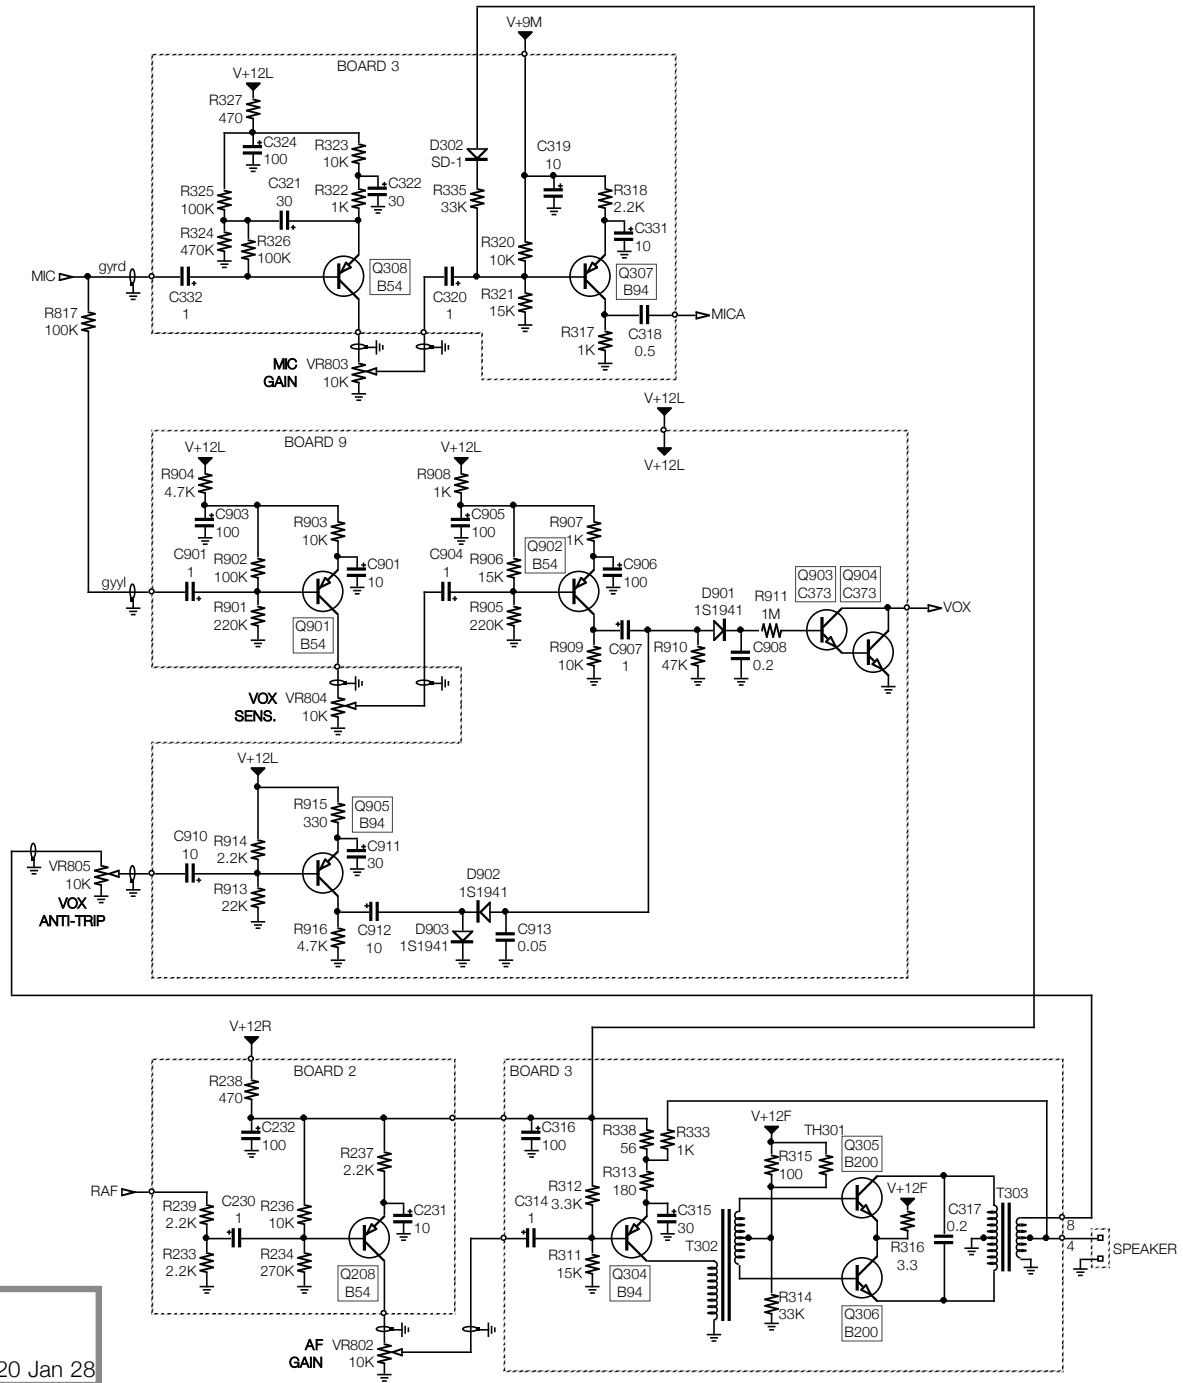 V+9M
BOARD 3
V+12L
R327
470
C324
100
R323
10K
D302
SD-1
C319
10
R325
100K
C321
30
R322
1K
C322
30
R335
33K
R318
2.2K
R324
470K
R326
100K
R320
10K
C331
10
MIC
gyrd
C332
1
Q308
B54
C320
1
R321
15K
Q307
B94
R817
100K
MICA
R317
1K
C318
0.5
MIC
GAIN
VR803
10K
V+12L
V+12L
BOARD 9
V+12L
R904
4.7K
V+12L
R908
1K
C903
100
R903
10K
C905
100
R907
1K
C901
1
R902
100K
C901
10
C904
1
R906
15K
Q902
B54
C906
100
gyyl
R901
220K
Q901
B54
R905
220K
D901
1S1941
R911
1M
Q903
C373
Q904
C373
VOX
R909
10K
C907
1
R910
47K
C908
0.2
VOX
SENS.
VR804
10K
V+12L
R915
330
Q905
B94
C910
10
R914
2.2K
C911
30
VR805
10K
VOX
ANTI-TRIP
R913
22K
D902
1S1941
R916
4.7K
C912
10
D903
1S1941
C913
0.05
V+12R
BOARD 2
BOARD 3
R238
470
C232
100
R237
2.2K
C316
100
R338
56
R333
1K
V+12F
TH301
R315
100
Q305
B200
RAF
R239
2.2K
C230
1
R236
10K
C231
10
C314
1
R312
3.3K
R313
180
C315
30
V+12F
C317
0.2
T303
R233
2.2K
R234
270K
Q208
B54
R311
15K
Q304
B94
T302
R316
3.3
8
4
SPEAKER
R314
33K
Q306
B200
AF
GAIN
VR802
10K
20 Jan 28